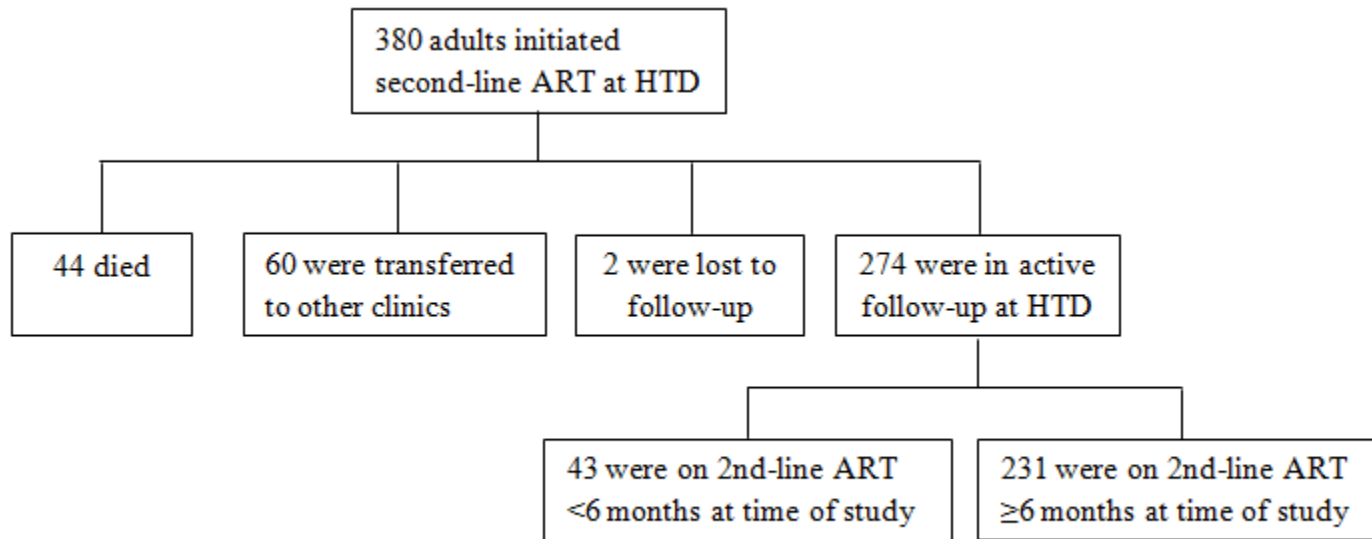 380 adults initiated
second-line ART at HTD
44 died
60 were transferred
to other clinics
2 were lost to
follow-up
274 were in active
follow-up at HTD
43 were on 2nd-line ART
<6 months at time of study
231 were on 2nd-line ART
≥6 months at time of study